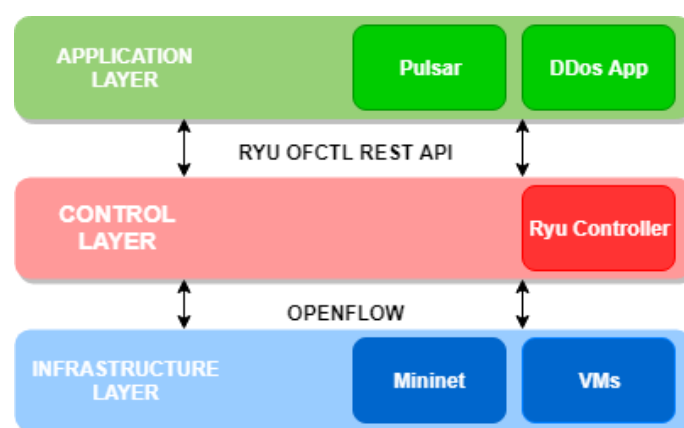 APPLICATION
LAYER
Pulsar
DDos App
RYU OFCTL REST API
CONTROL
LAYER
Ryu Controller
OPENFLOW
INFRASTRUCTURE
LAYER
Mininet
VMs